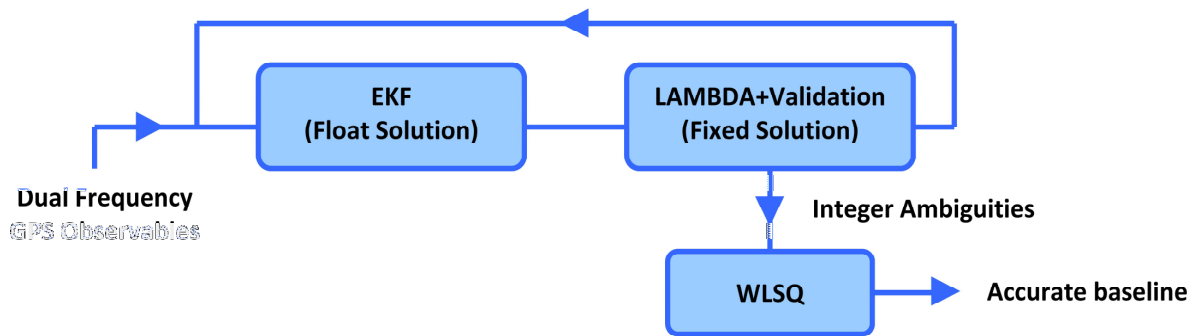 EKF
(Float Solution)
LAMBDA+Validation
(Fixed Solution)
Dual Frequency
GPS Observables
Integer Ambiguities
WLSQ
Accurate baseline